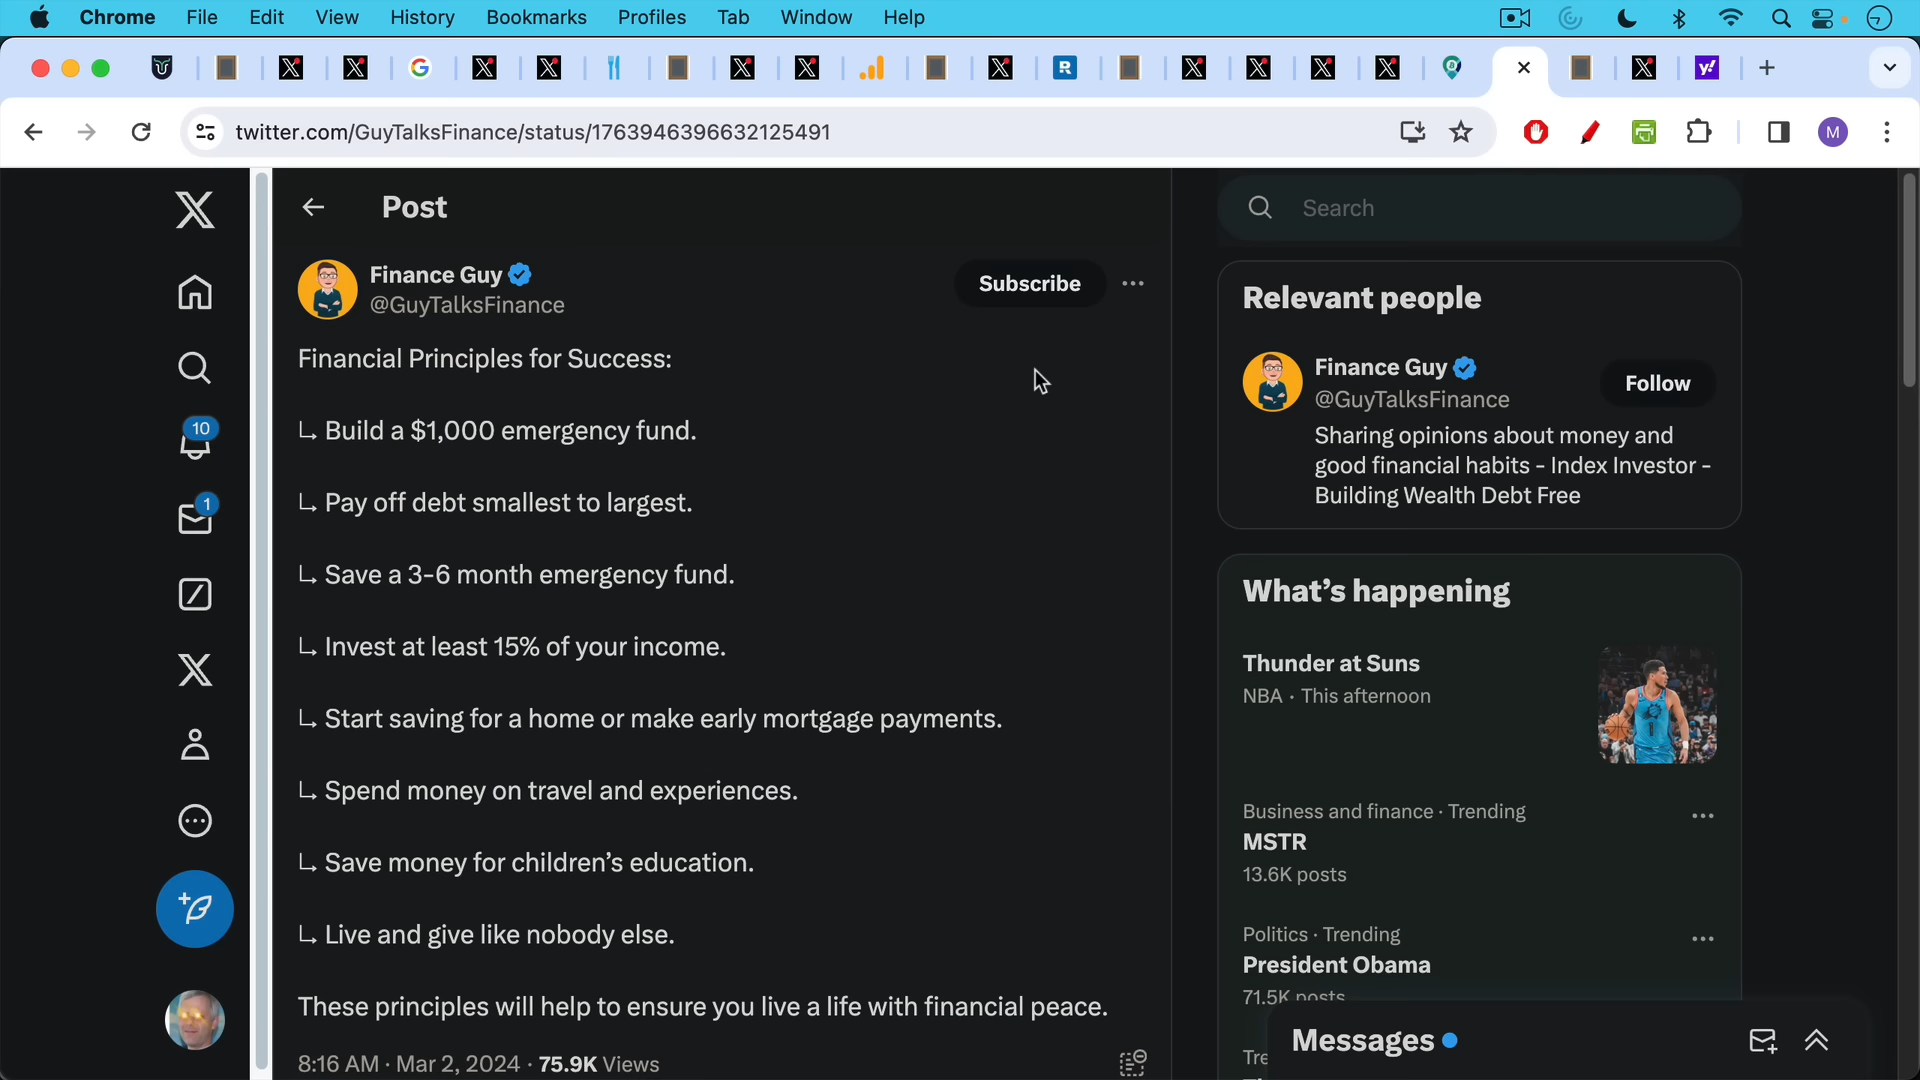 Chrome File Edit View History Bookmarks Profiles Tab Window Help
twitter.com/GuyTalksFinance/status/1763946396632125491
M
Post
Search
Finance Guy
@GuyTalksFinance
Subscribe
Financial Principles for Success:
↳ Build a $1,000 emergency fund.
↳ Pay off debt smallest to largest.
↳ Save a 3-6 month emergency fund.
↳ Invest at least 15% of your income.
↳ Start saving for a home or make early mortgage payments.
↳ Spend money on travel and experiences.
↳ Save money for children’s education.
↳ Live and give like nobody else.
These principles will help to ensure you live a life with financial peace.
8:16 AM · Mar 2, 2024 · 75.9K Views
10
1
Relevant people
Finance Guy
@GuyTalksFinance
Follow
Sharing opinions about money and
good financial habits - Index Investor -
Building Wealth Debt Free
What’s happening
Thunder at Suns
NBA · This afternoon
Business and finance · Trending
MSTR
13.6K posts
Politics · Trending
President Obama
71.5K posts
Messages